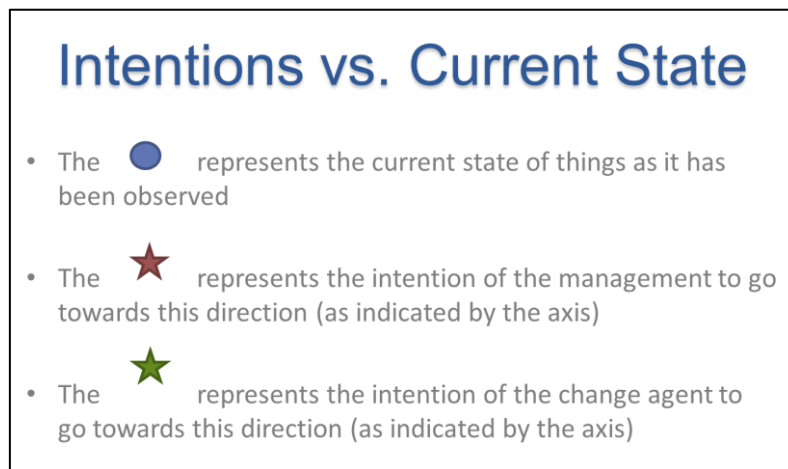 Intentions vs. Current State
• The represents the current state of things as it has
been observed
• The represents the intention of the management to go
towards this direction (as indicated by the axis)
• The represents the intention of the change agent to
go towards this direction (as indicated by the axis)